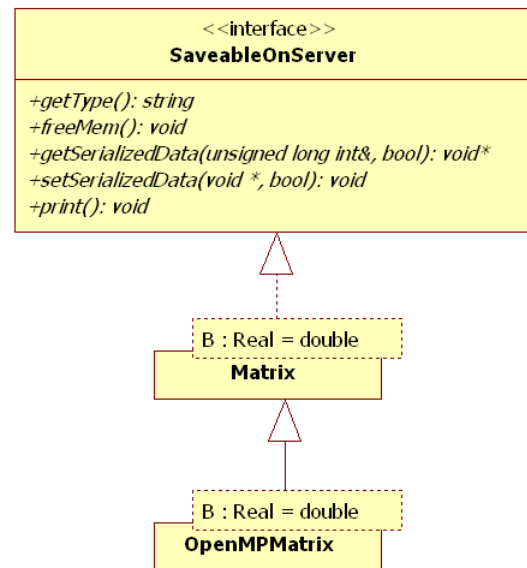 <<interface>>
SaveableOnServer
+getType(): string
+freeMem(): void
+getSerializedData(unsigned long int&, bool): void*
+setSerializedData(void *, bool): void
+print(): void
B : Real = double
Matrix
B : Real = double
OpenMPMatrix